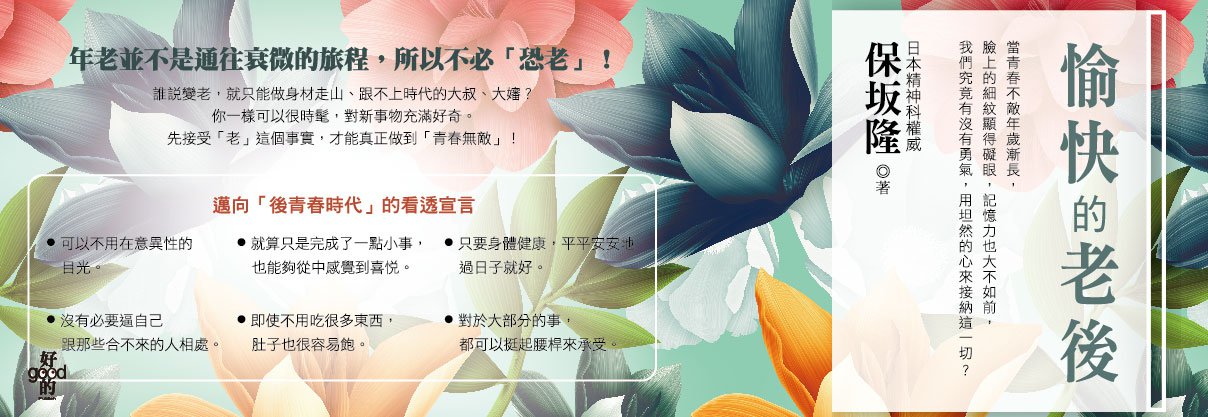 年老並不是通往衰微的旅程，所以不必「恐老」！
誰説變老，就只能做身材走山、跟不上時代的大叔、大嬸？
你一樣可以很時髦，對新事物充滿好奇。
先接受「老」這個事實，才能真正做到「青春無敵」！
邁向「後青春時代」的看透宣言
● 可以不用在意異性的
目光。
● 就算只是完成了一點小事，
也能夠從中感覺到喜悦。
● 只要身體健康，平平安安地
過日子就好。
● 沒有必要逼自己
跟那些合不來的人相處。
● 即使不用吃很多東西，
肚子也很容易飽。
● 對於大部分的事，
都可以挺起腰桿來承受。
好
good
的
愉快的老後
當青春不敵年歲漸長，
臉上的細紋顯得礙眼，記憶力也大不如前，
我們究竟有沒有勇氣，用坦然的心來接納這一切？
日本精神科權威
保坂隆◎著